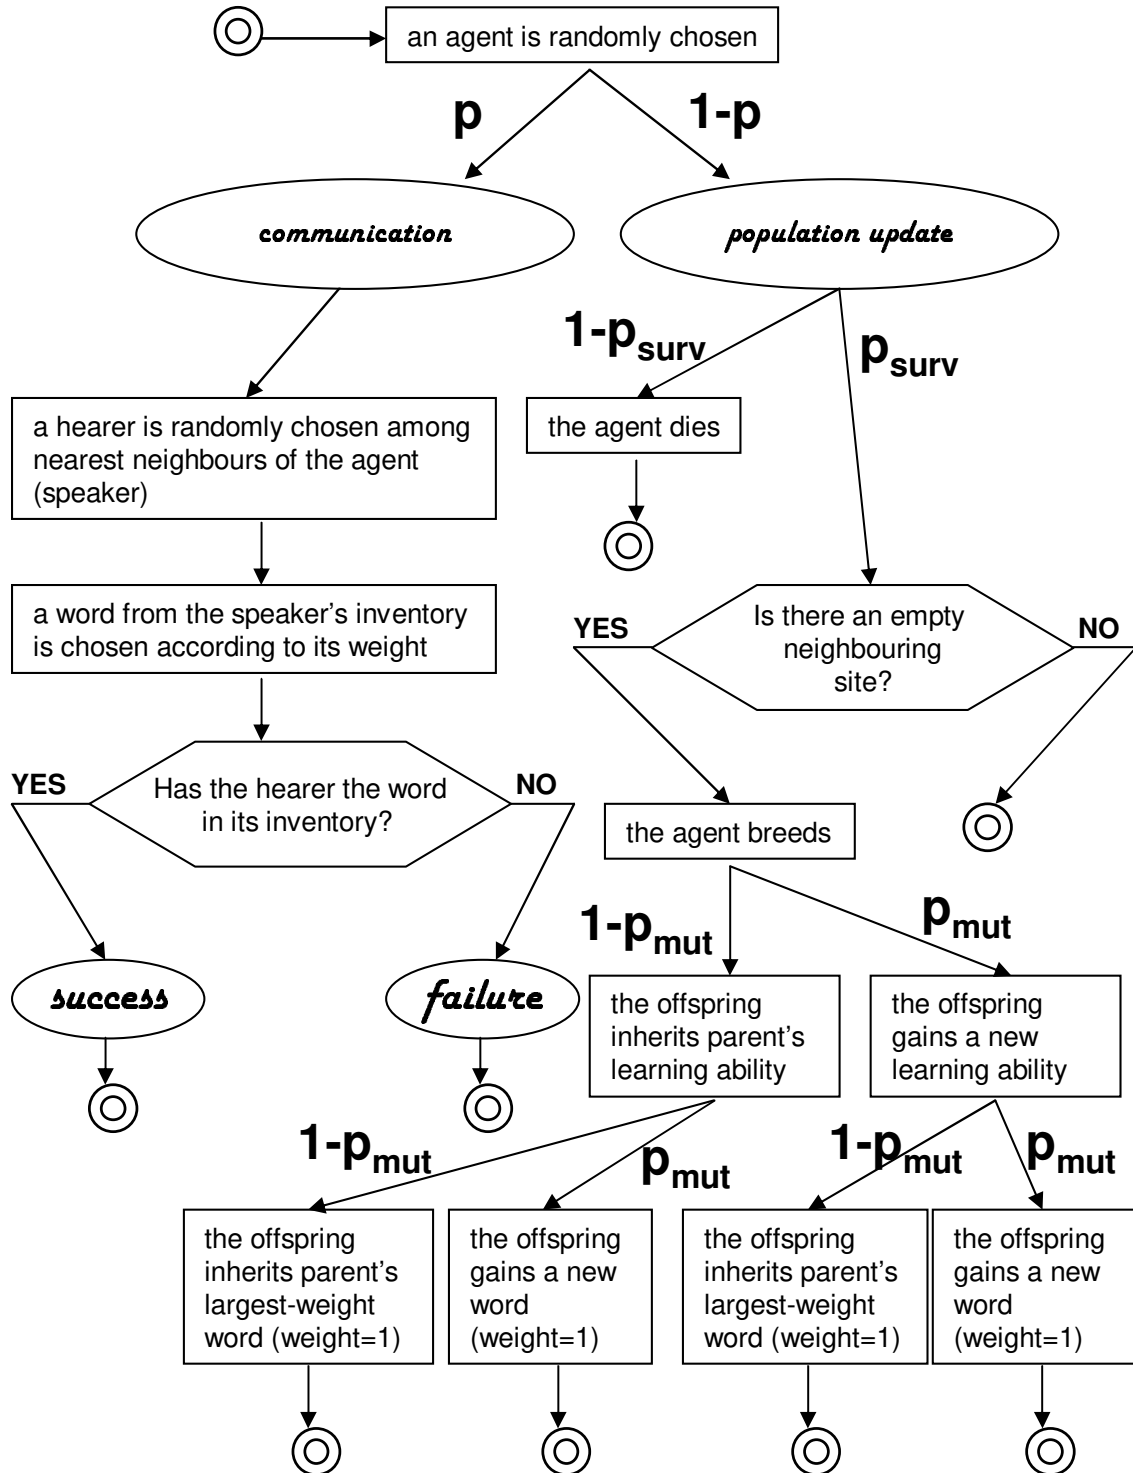 an agent is randomly chosen
p
1-p
communication
population update
1-psurv
psurv
a hearer is randomly chosen among
nearest neighbours of the agent
(speaker)
the agent dies
a word from the speaker's inventory
is chosen according to its weight
YES
Is there an empty
neighbouring
site?
NO
YES
Has the hearer the word
in its inventory?
NO
the agent breeds
1-pmut
pmut
success
failure
the offspring
inherits parent's
learning ability
the offspring
gains a new
learning ability
1-pmut
pmut
1-pmut
pmut
the offspring
inherits parent's
largest-weight
word (weight=1)
the offspring
gains a new
word
(weight=1)
the offspring
inherits parent's
largest-weight
word (weight=1)
the offspring
gains a new
word
(weight=1)